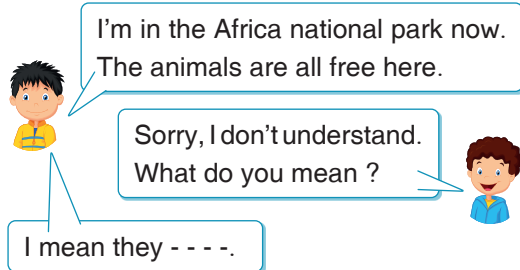 I'm in the Africa national park now.
The animals are all free here.
Sorry, I don't understand.
What do you mean ?
I mean they - - - -.